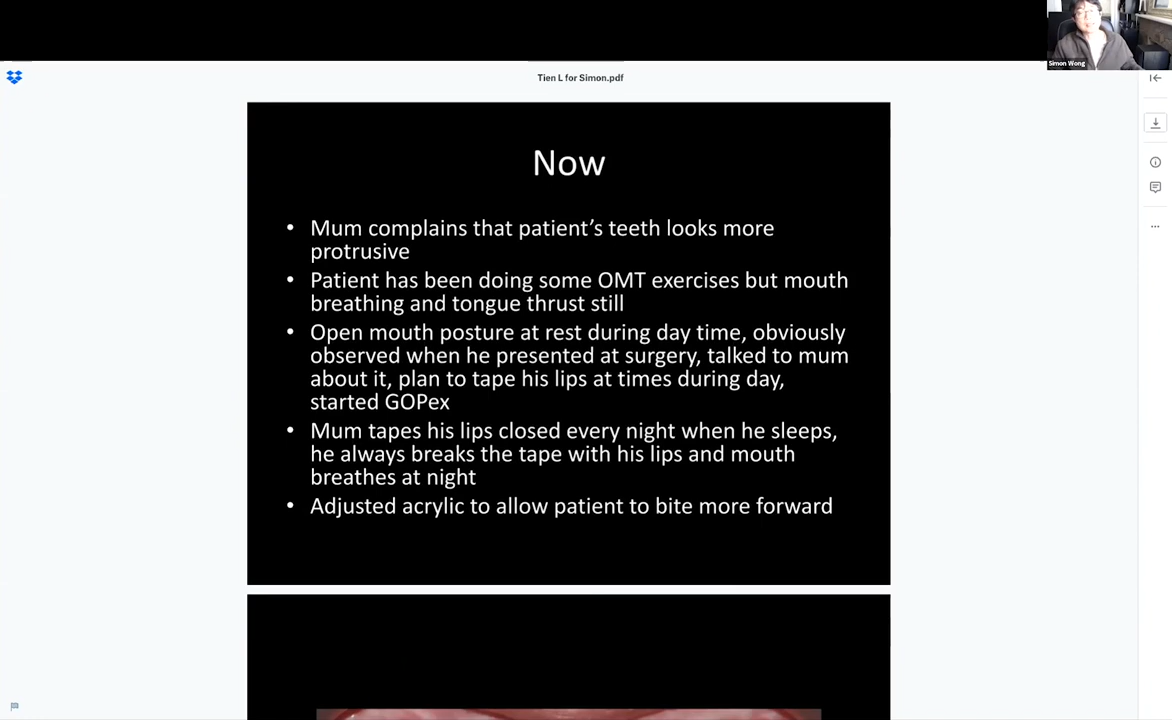 Simon Wong
Tien L for Simon.pdf
Now
• Mum complains that patient's teeth looks more
protrusive
• Patient has been doing some OMT exercises but mouth
breathing and tongue thrust still
• Open mouth posture at rest during day time, obviously
observed when he presented at surgery, talked to mum
about it, plan to tape his lips at times during day,
started GOPex
• Mum tapes his lips closed every night when he sleeps,
he always breaks the tape with his lips and mouth
breathes at night
• Adjusted acrylic to allow patient to bite more forward